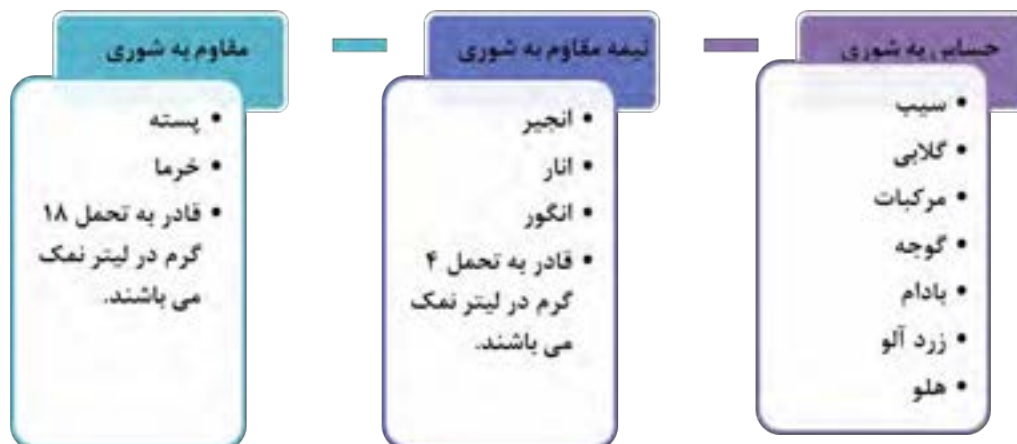 حساس به شوری
• سیب
• گلابی
• مرکبات
• گوجه
• بادام
• زرد آلو
• هلو
نیمه مقاوم به شوری
• انجیر
• انار
• انگور
• قادر به تحمل ۴
گرم در لیتر نمک
می باشند.
مقاوم به شوری
• پسته
• خرما
• قادر به تحمل ۱۸
گرم در لیتر نمک
می باشند.